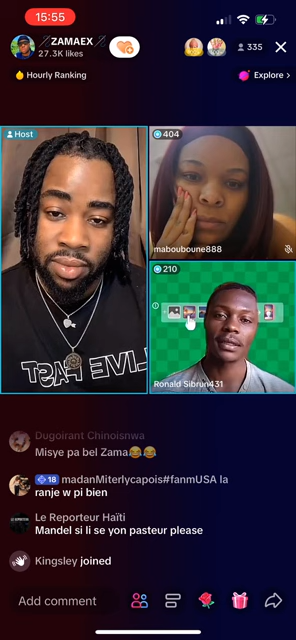 15:55
ZAMAEX
27.3K likes
335
Hourly Ranking
Explore >
Host
404
mabouboune888
210
Ronald Sibrun431
LIVE FAST
Dugoirant Chinoisnwa
Misye pa bel Zama😂😂
18 madanMiterlycapois#fanmUSA la
ranje w pi bien
Le Reporteur Haïti
Mandel si li se yon pasteur please
Kingsley joined
Add comment